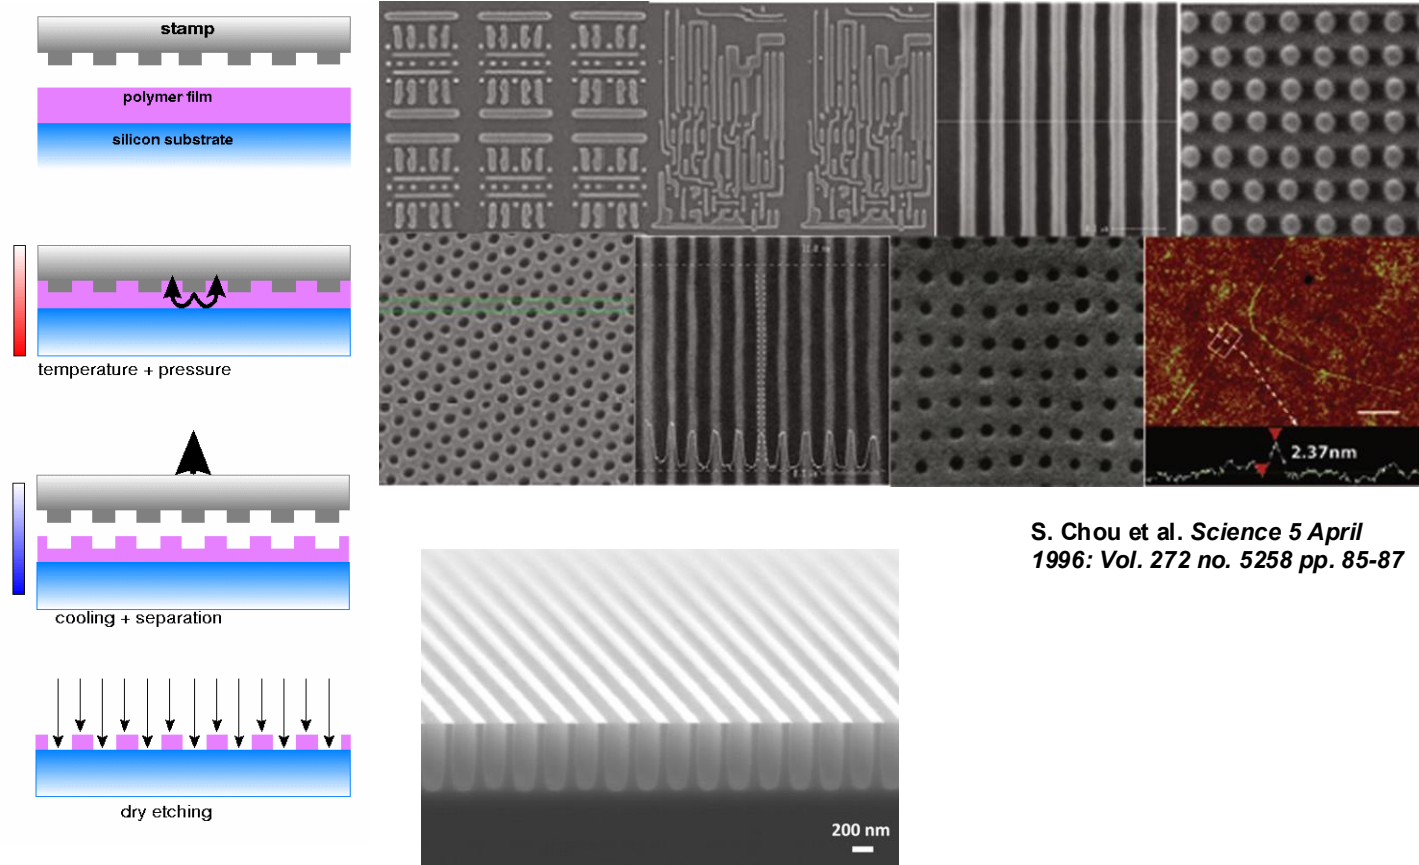 stamp
polymer film
silicon substrate
temperature + pressure
cooling + separation
dry etching
2.37nm
S. Chou et al. Science 5 April
1996: Vol. 272 no. 5258 pp. 85-87
200 nm